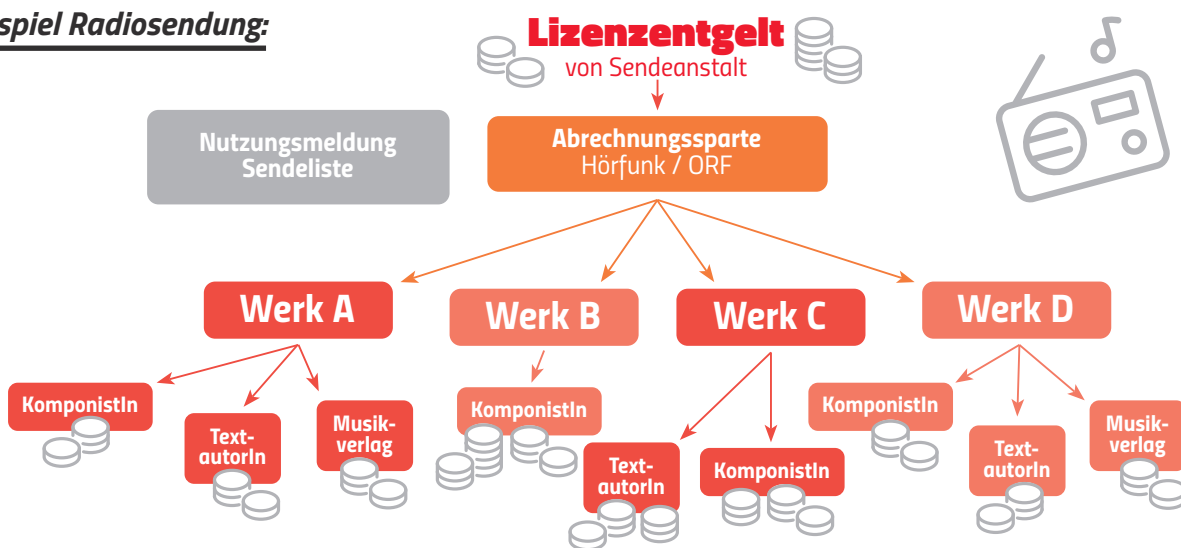 spiel Radiosendung:
Lizenzentgelt
von Sendeanstalt
Nutzungsmeldung
Sendeliste
Abrechnungssparte
Hörfunk / ORF
Werk A
Werk B
Werk C
Werk D
KomponistIn
Text-
autorIn
Musik-
verlag
KomponistIn
Text-
autorIn
KomponistIn
KomponistIn
Text-
autorIn
Musik-
verlag